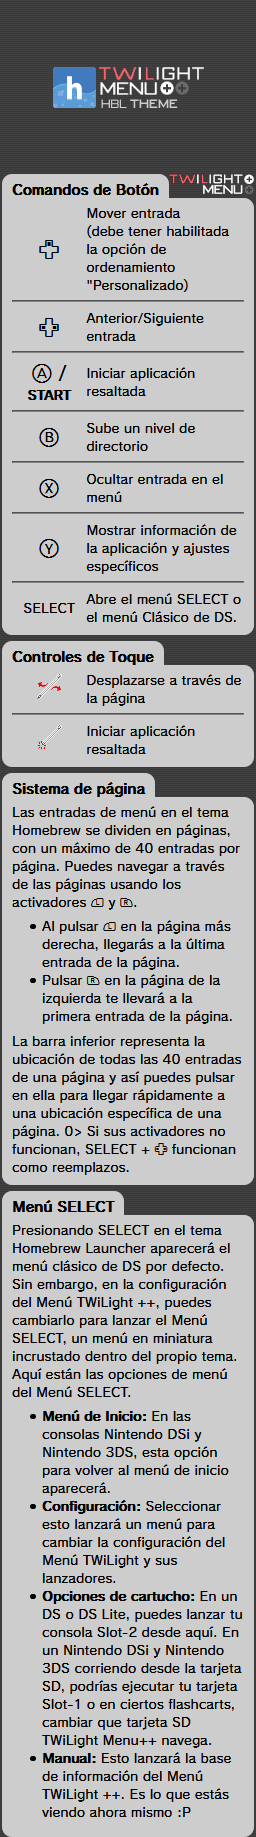 h TWiLIGHT
MENU++
HBL THEME
TWiLIGHT
MENU++
Comandos de Botón
Mover entrada
(debe tener habilitada
la opción de
ordenamiento
"Personalizado)
Anterior/Siguiente
entrada
Ⓐ /
START
Iniciar aplicación
resaltada
Ⓑ
Sube un nivel de
directorio
Ⓧ
Ocultar entrada en el
menú
Ⓨ
Mostrar información de
la aplicación y ajustes
específicos
SELECT
Abre el menú SELECT o
el menú Clásico de DS.
Controles de Toque
Desplazarse a través de
la página
Iniciar aplicación
resaltada
Sistema de página
Las entradas de menú en el tema
Homebrew se dividen en páginas,
con un máximo de 40 entradas por
página. Puedes navegar a través
de las páginas usando los
activadores L y R.
• Al pulsar L en la página más
derecha, llegarás a la última
entrada de la página.
• Pulsar R en la página de la
izquierda te llevará a la
primera entrada de la página.
La barra inferior representa la
ubicación de todas las 40 entradas
de una página y así puedes pulsar
en ella para llegar rápidamente a
una ubicación específica de una
página. 0> Si sus activadores no
funcionan, SELECT + funcionan
como reemplazos.
Menú SELECT
Presionando SELECT en el tema
Homebrew Launcher aparecerá el
menú clásico de DS por defecto.
Sin embargo, en la configuración
del Menú TWiLight ++, puedes
cambiarlo para lanzar el Menú
SELECT, un menú en miniatura
incrustado dentro del propio tema.
Aquí están las opciones de menú
del Menú SELECT.
• Menú de Inicio: En las
consolas Nintendo DSi y
Nintendo 3DS, esta opción
para volver al menú de inicio
aparecerá.
• Configuración: Seleccionar
esto lanzará un menú para
cambiar la configuración del
Menú TWiLight y sus
lanzadores.
• Opciones de cartucho: En un
DS o DS Lite, puedes lanzar tu
consola Slot-2 desde aquí. En
un Nintendo DSi y Nintendo
3DS corriendo desde la tarjeta
SD, podrías ejecutar tu tarjeta
Slot-1 o en ciertos flashcarts,
cambiar que tarjeta SD
TWiLight Menu++ navega.
• Manual: Esto lanzará la base
de información del Menú
TWiLight ++. Es lo que estás
viendo ahora mismo :P